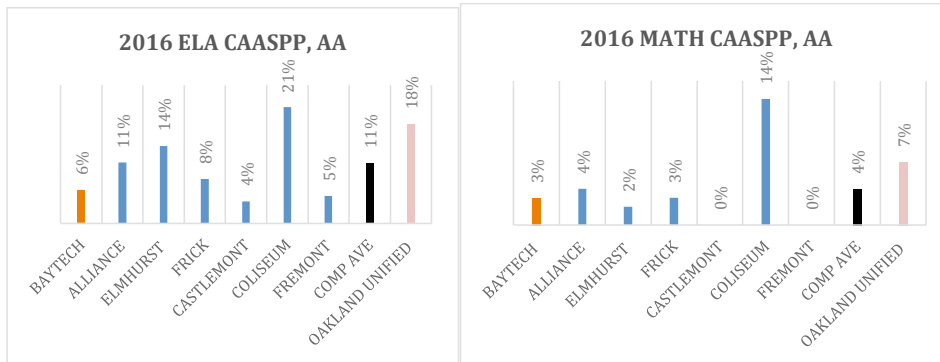 2016 ELA CAASPP, AA
6%
11%
14%
8%
4%
21%
5%
11%
18%
BAYTECH
ALLIANCE
ELMHURST
FRICK
CASTLEMONT
COLISEUM
FREMONT
COMP AVE
OAKLAND UNIFIED
2016 MATH CAASPP, AA
3%
4%
2%
3%
0%
14%
0%
4%
7%
BAYTECH
ALLIANCE
ELMHURST
FRICK
CASTLEMONT
COLISEUM
FREMONT
COMP AVE
OAKLAND UNIFIED